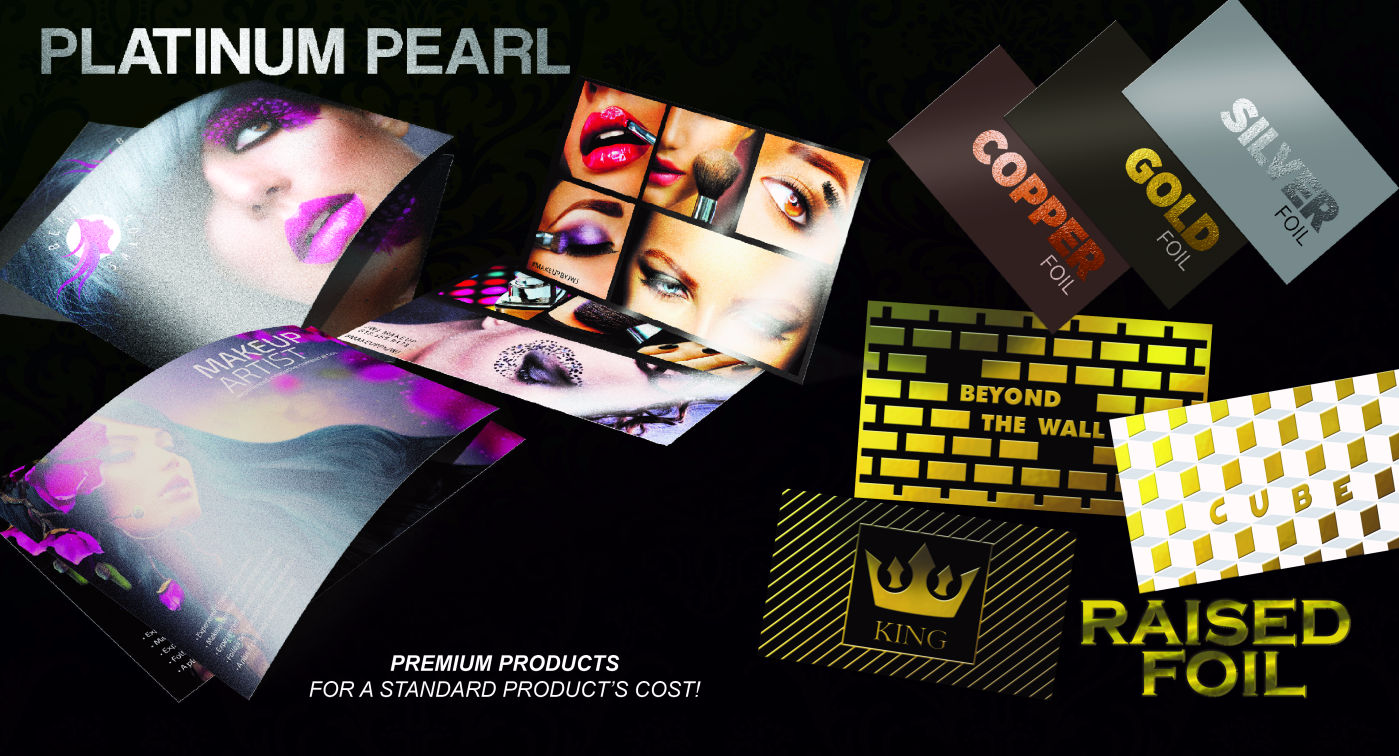 PLATINUM PEARL
COPPER
FOIL
GOLD
FOIL
SILVER
FOIL
#MAKEUPBYJWS
MAKEUP
ARTIST
BEYOND
THE WALL
CUBE
KING
RAISED
FOIL
PREMIUM PRODUCTS
FOR A STANDARD PRODUCT'S COST!